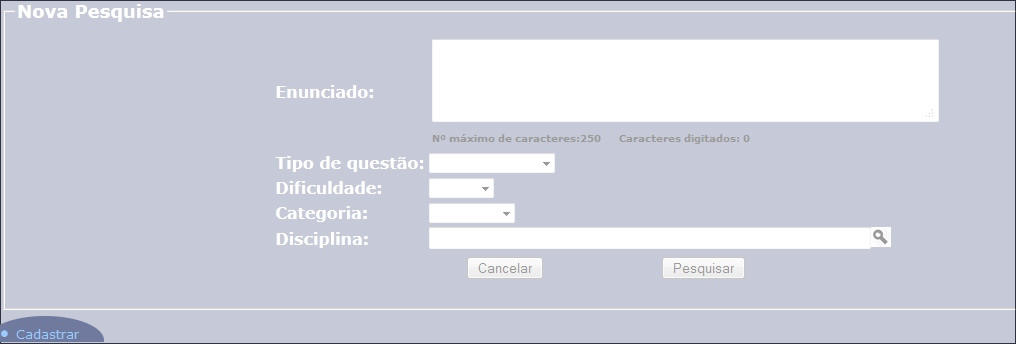 Nova Pesquisa
Enunciado:
Nº máximo de caracteres:250 Caracteres digitados: 0
Tipo de questão:
Dificuldade:
Categoria:
Disciplina:
Cancelar Pesquisar
Cadastrar